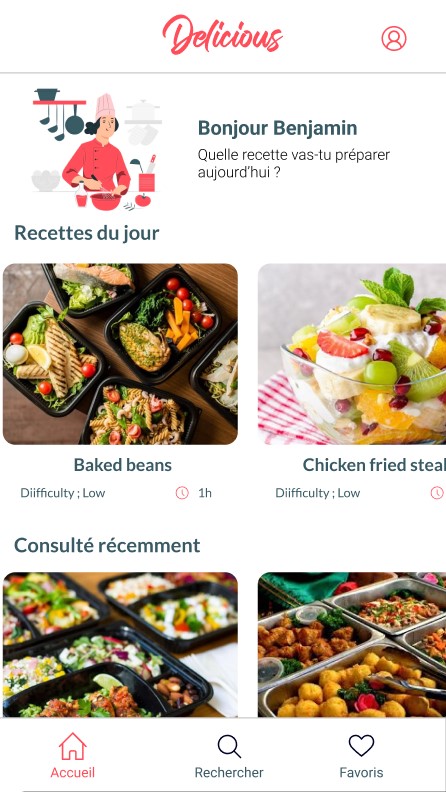 Delicious
Bonjour Benjamin
Quelle recette vas-tu préparer
aujourd'hui ?
Recettes du jour
Baked beans
Diifficulty ; Low
1h
Chicken fried steal
Diifficulty ; Low
Consulté récemment
Accueil
Rechercher
Favoris